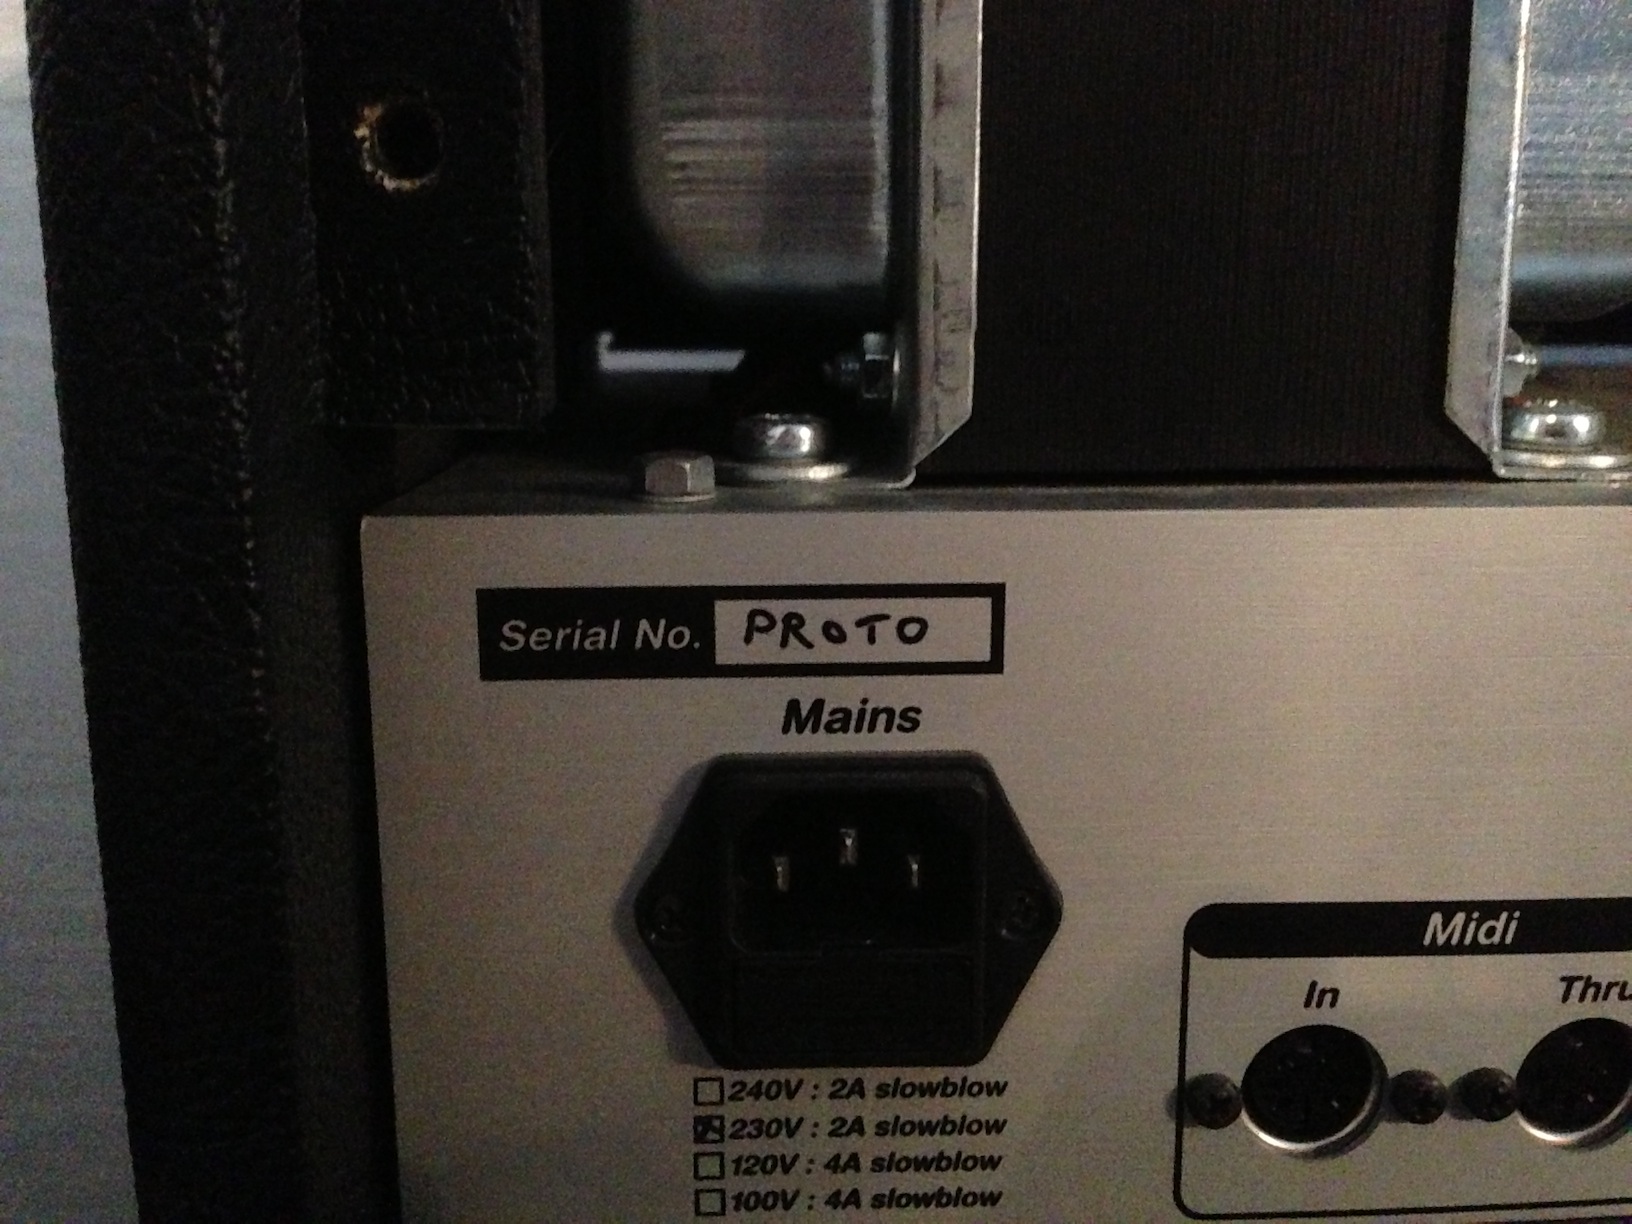 Serial No. PROTO
Mains
Midi
In Thru
240V : 2A slowblow
230V : 2A slowblow
120V : 4A slowblow
100V : 4A slowblow